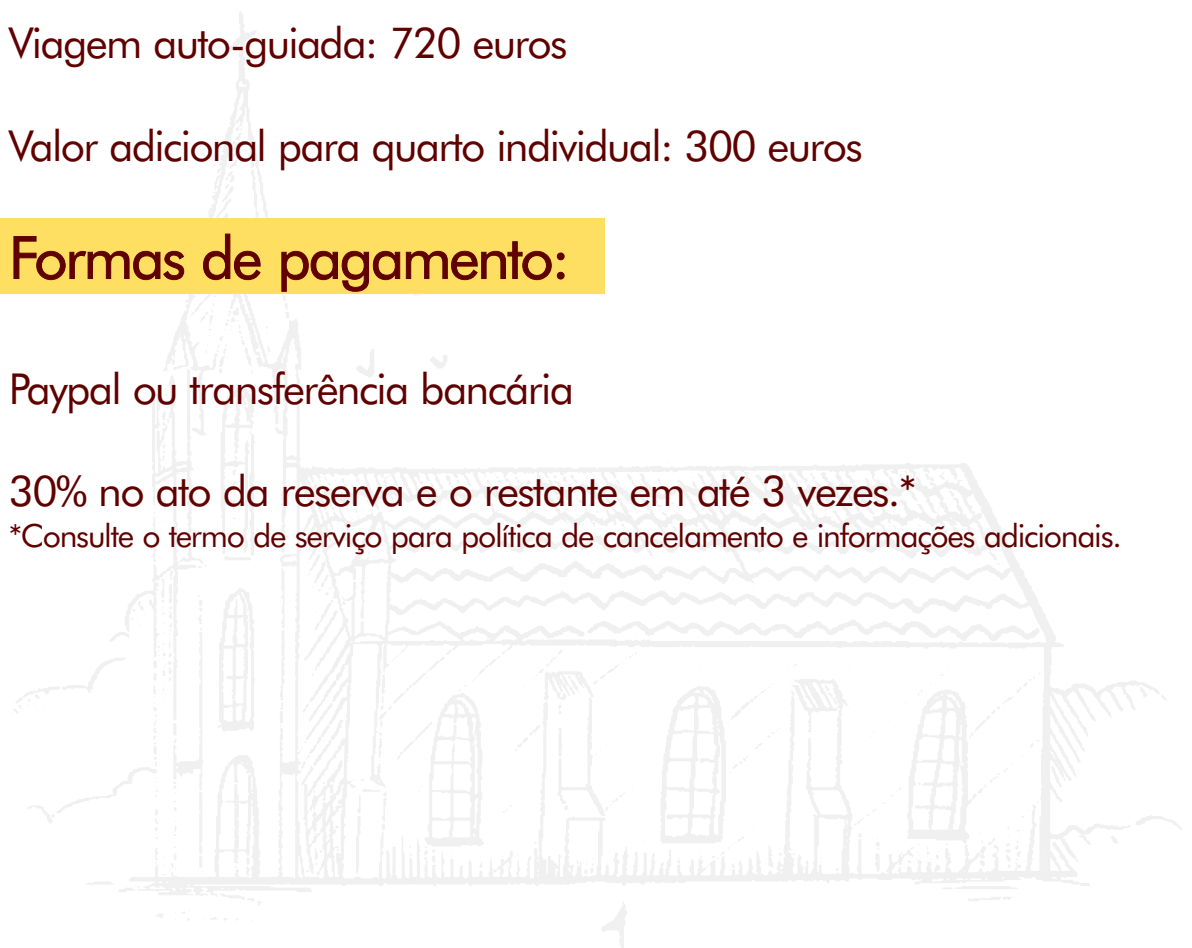 Viagem auto-guiada: 720 euros
Valor adicional para quarto individual: 300 euros
Formas de pagamento:
Paypal ou transferência bancária
30% no ato da reserva e o restante em até 3 vezes.*
*Consulte o termo de serviço para política de cancelamento e informações adicionais.